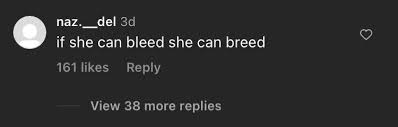 naz.__del 3d
if she can bleed she can breed
161 likes Reply
View 38 more replies